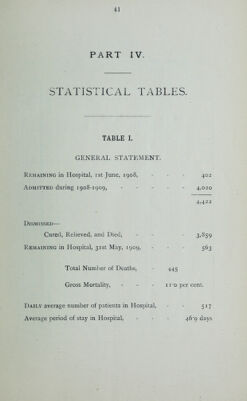 41
PART IV.
STATISTICAL TABLES.
TABLE I.
GENERAL STATEMENT.
REMAINING in Hospital, 1st June, 1908, - - - 402
ADMITTED during 1908-1909, - - - - - 4,020
4,422
DISMISSED—
Cured, Relieved, and Died, - - - 3,859
REMAINING in Hospital, 31st May, 1909, - - - 563
Total Number of Deaths, - 445
Gross Mortality, - - - 11·0 per cent.
DAILY average number of patients in Hospital, - - 517
Average period of stay in Hospital, - - - 46·9 days